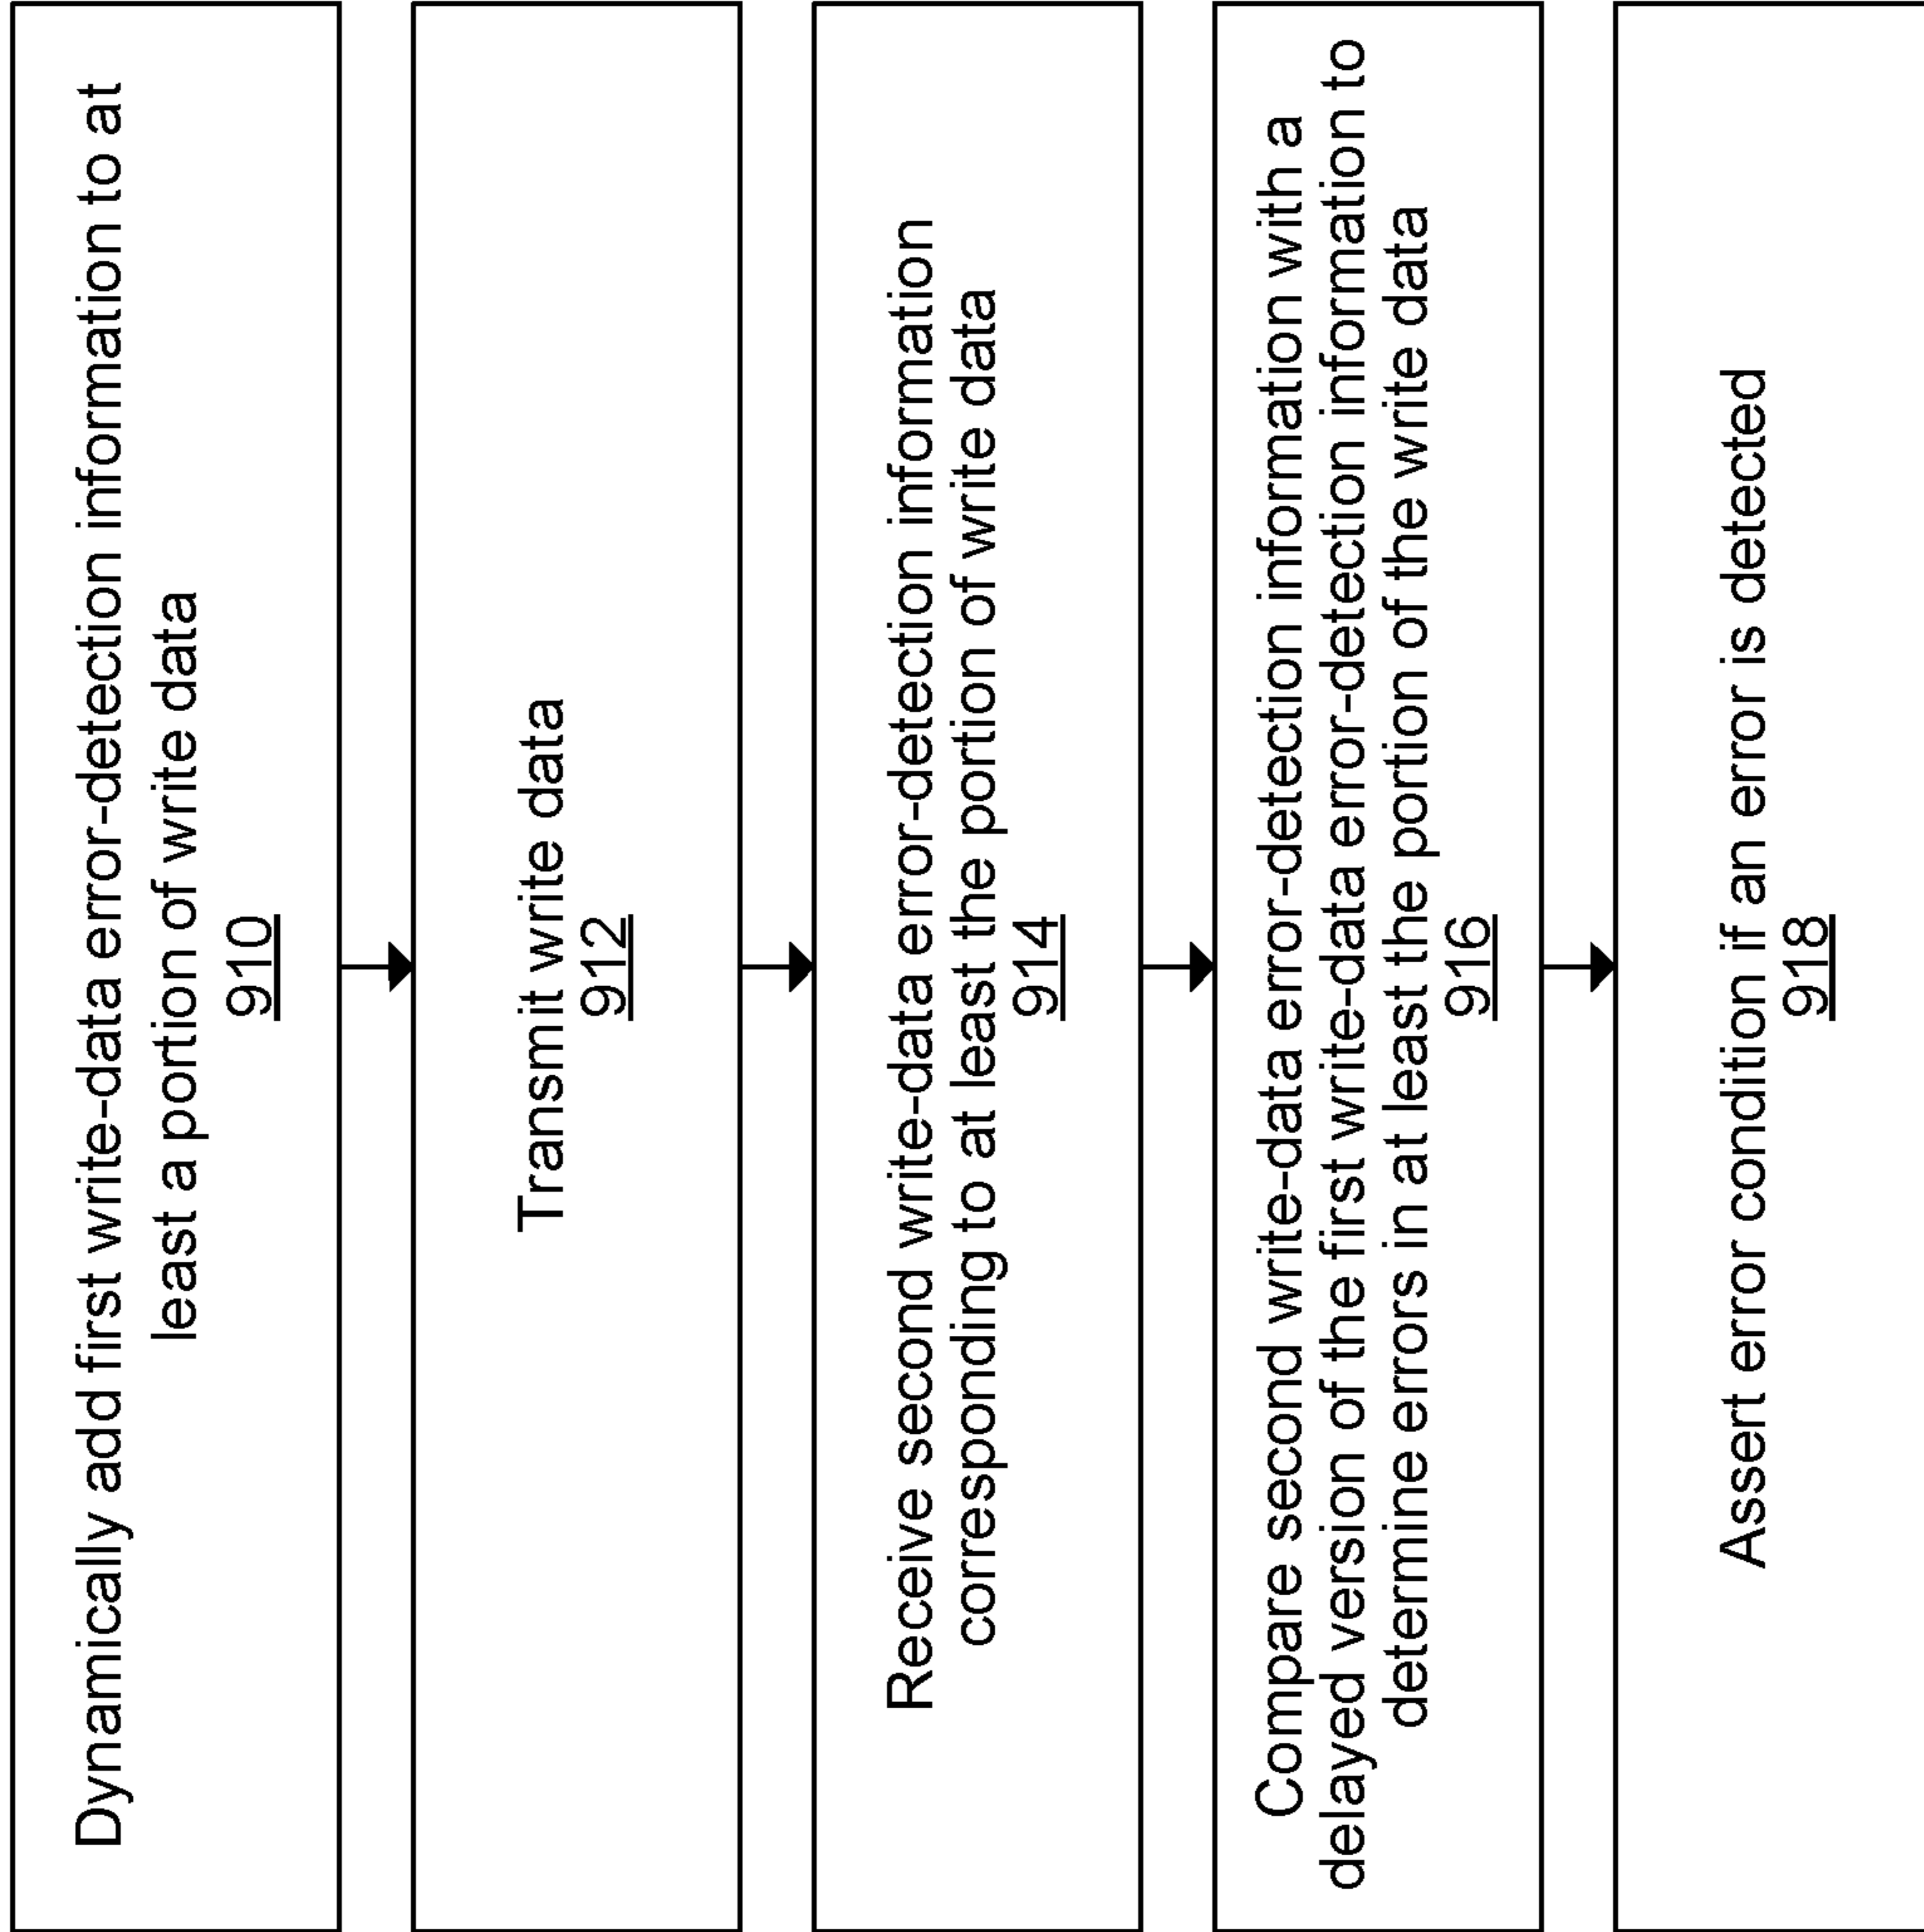 Dynamically add first write-data error-detection information to at
least a portion of write data
910
Transmit write data
912
Receive second write-data error-detection information
corresponding to at least the portion of write data
914
Compare second write-data error-detection information with a
delayed version of the first write-data error-detection information to
determine errors in at least the portion of the write data
916
Assert error condition if an error is detected
918